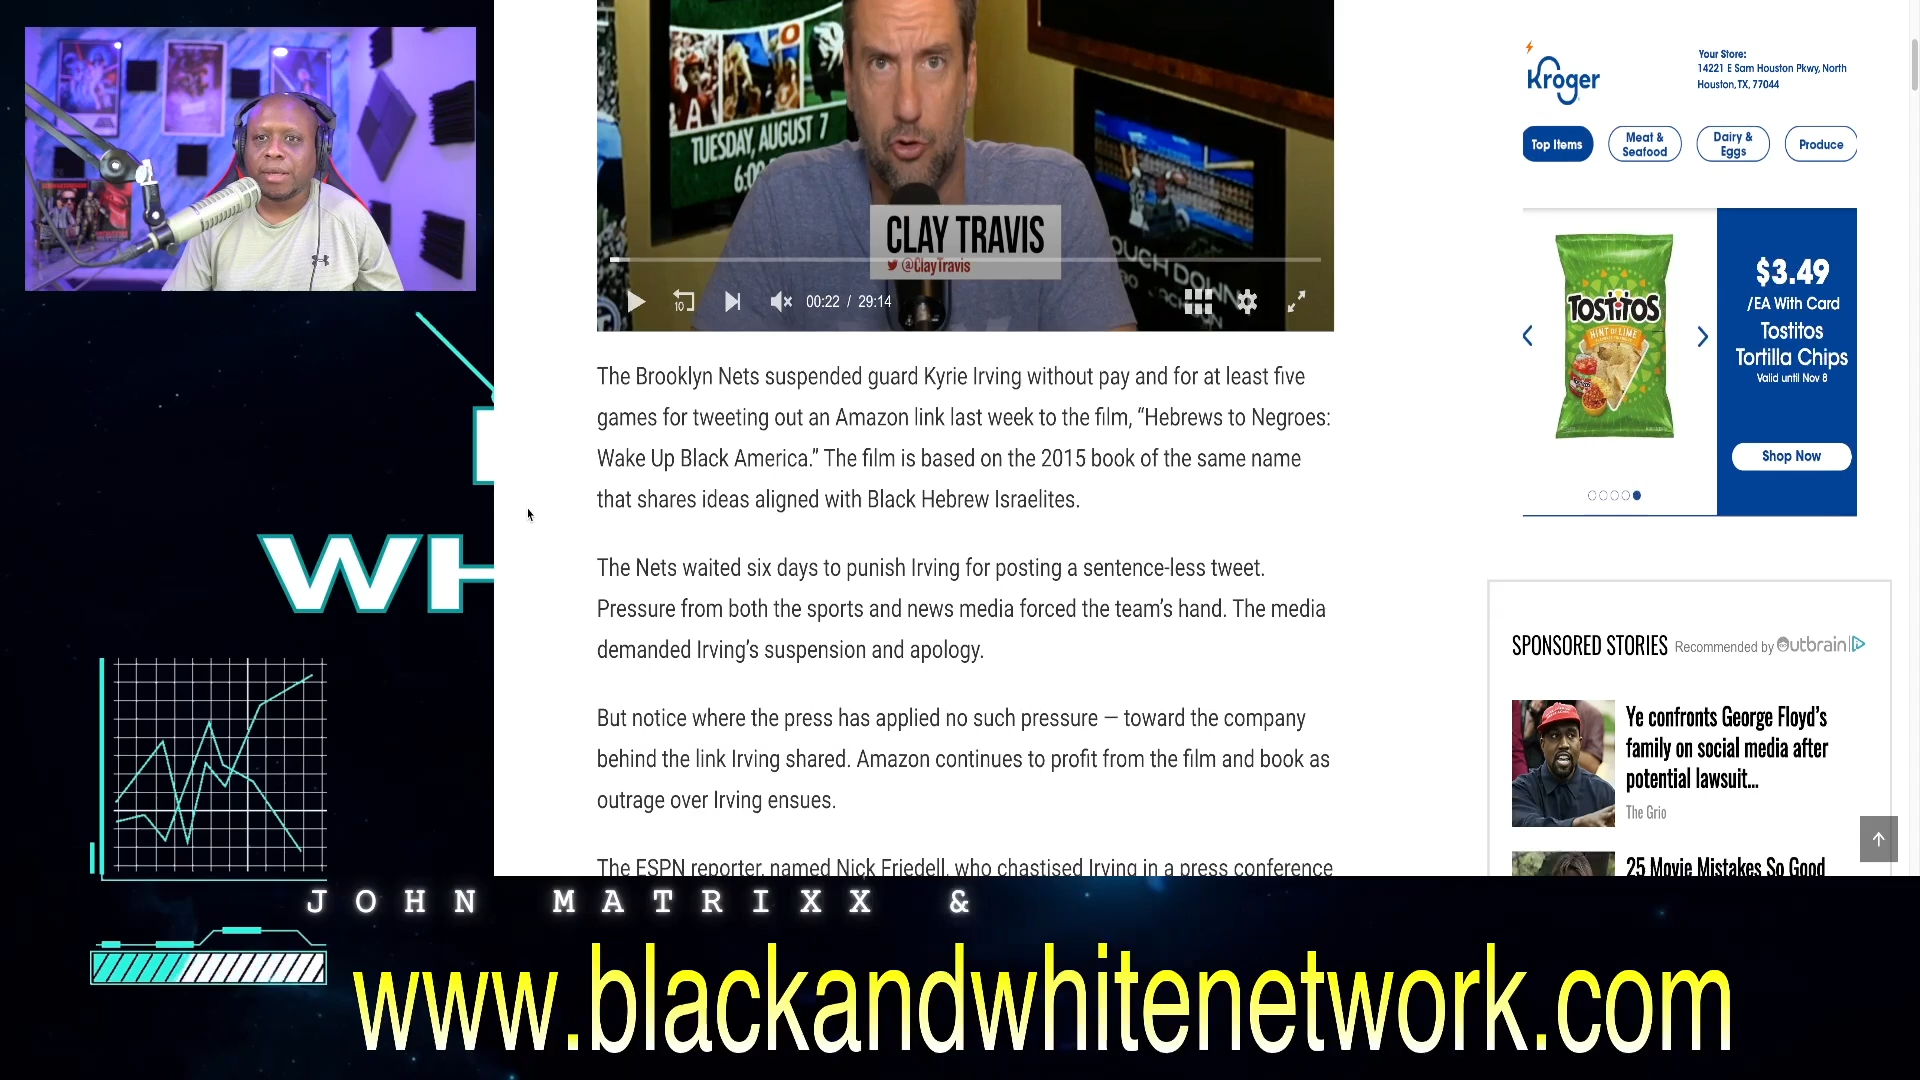 TUESDAY, AUGUST 7
6:00
CLAY TRAVIS
@ClayTravis
10
00:22 / 29:14
The Brooklyn Nets suspended guard Kyrie Irving without pay and for at least five
games for tweeting out an Amazon link last week to the film, “Hebrews to Negroes:
Wake Up Black America.” The film is based on the 2015 book of the same name
that shares ideas aligned with Black Hebrew Israelites.
The Nets waited six days to punish Irving for posting a sentence-less tweet.
Pressure from both the sports and news media forced the team’s hand. The media
demanded Irving’s suspension and apology.
But notice where the press has applied no such pressure — toward the company
behind the link Irving shared. Amazon continues to profit from the film and book as
outrage over Irving ensues.
The ESPN reporter, named Nick Friedell, who chastised Irving in a press conference
Kroger
Your Store:
14221 E Sam Houston Pkwy, North
Houston, TX, 77044
Top Items
Meat &
Seafood
Dairy &
Eggs
Produce
TOSTITOS
HINT OF LIME
$3.49
/EA With Card
Tostitos
Tortilla Chips
Valid until Nov 8
Shop Now
SPONSORED STORIES Recommended by Outbrain
Ye confronts George Floyd’s
family on social media after
potential lawsuit...
The Grio
25 Movie Mistakes So Good
WH
JOHN MATRIXX &
www.blackandwhitenetwork.com